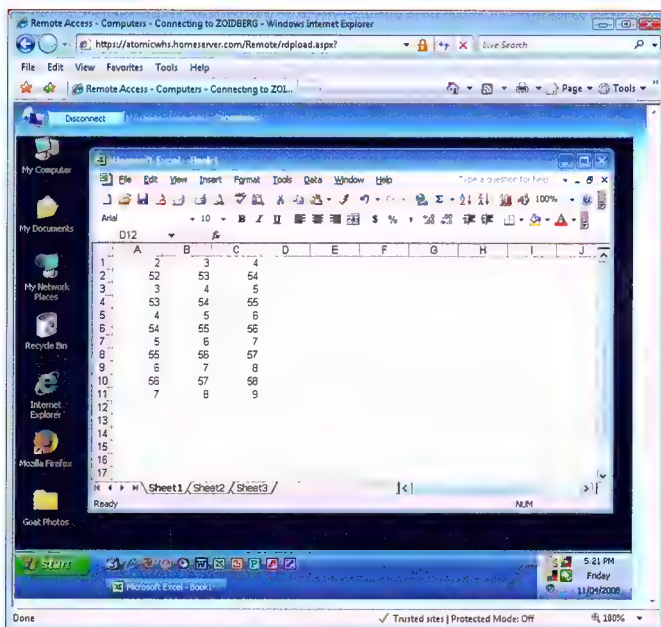 Remote Access - Computers - Connecting to ZOIDBERG - Windows Internet Explorer
https://atomicwhs.homeserver.com/Remote/rdpload.aspx?
Live Search
File Edit View Favorites Tools Help
Remote Access - Computers - Connecting to ZOI...
Page Tools
Disconnect
My Computer
My Documents
My Network Places
Recycle Bin
Internet Explorer
Mozilla Firefox
Goat Photos
Microsoft Excel - Book1
File Edit View Insert Format Tools Data Window Help
Type a question for help
100%
Arial 10 B I U $ % ,
D12 fx
A B C D E F G H I J
1 2 3 4
2 52 53 54
3 3 4 5
4 53 54 55
5 4 5 6
6 54 55 56
7 5 6 7
8 55 56 57
9 6 7 8
10 56 57 58
11 7 8 9
12
13
14
15
16
17
Sheet1 / Sheet2 / Sheet3 /
Ready
NUM
start
Microsoft Excel - Book1
5:21 PM
Friday
11/04/2008
Done
Trusted sites | Protected Mode: Off
100%